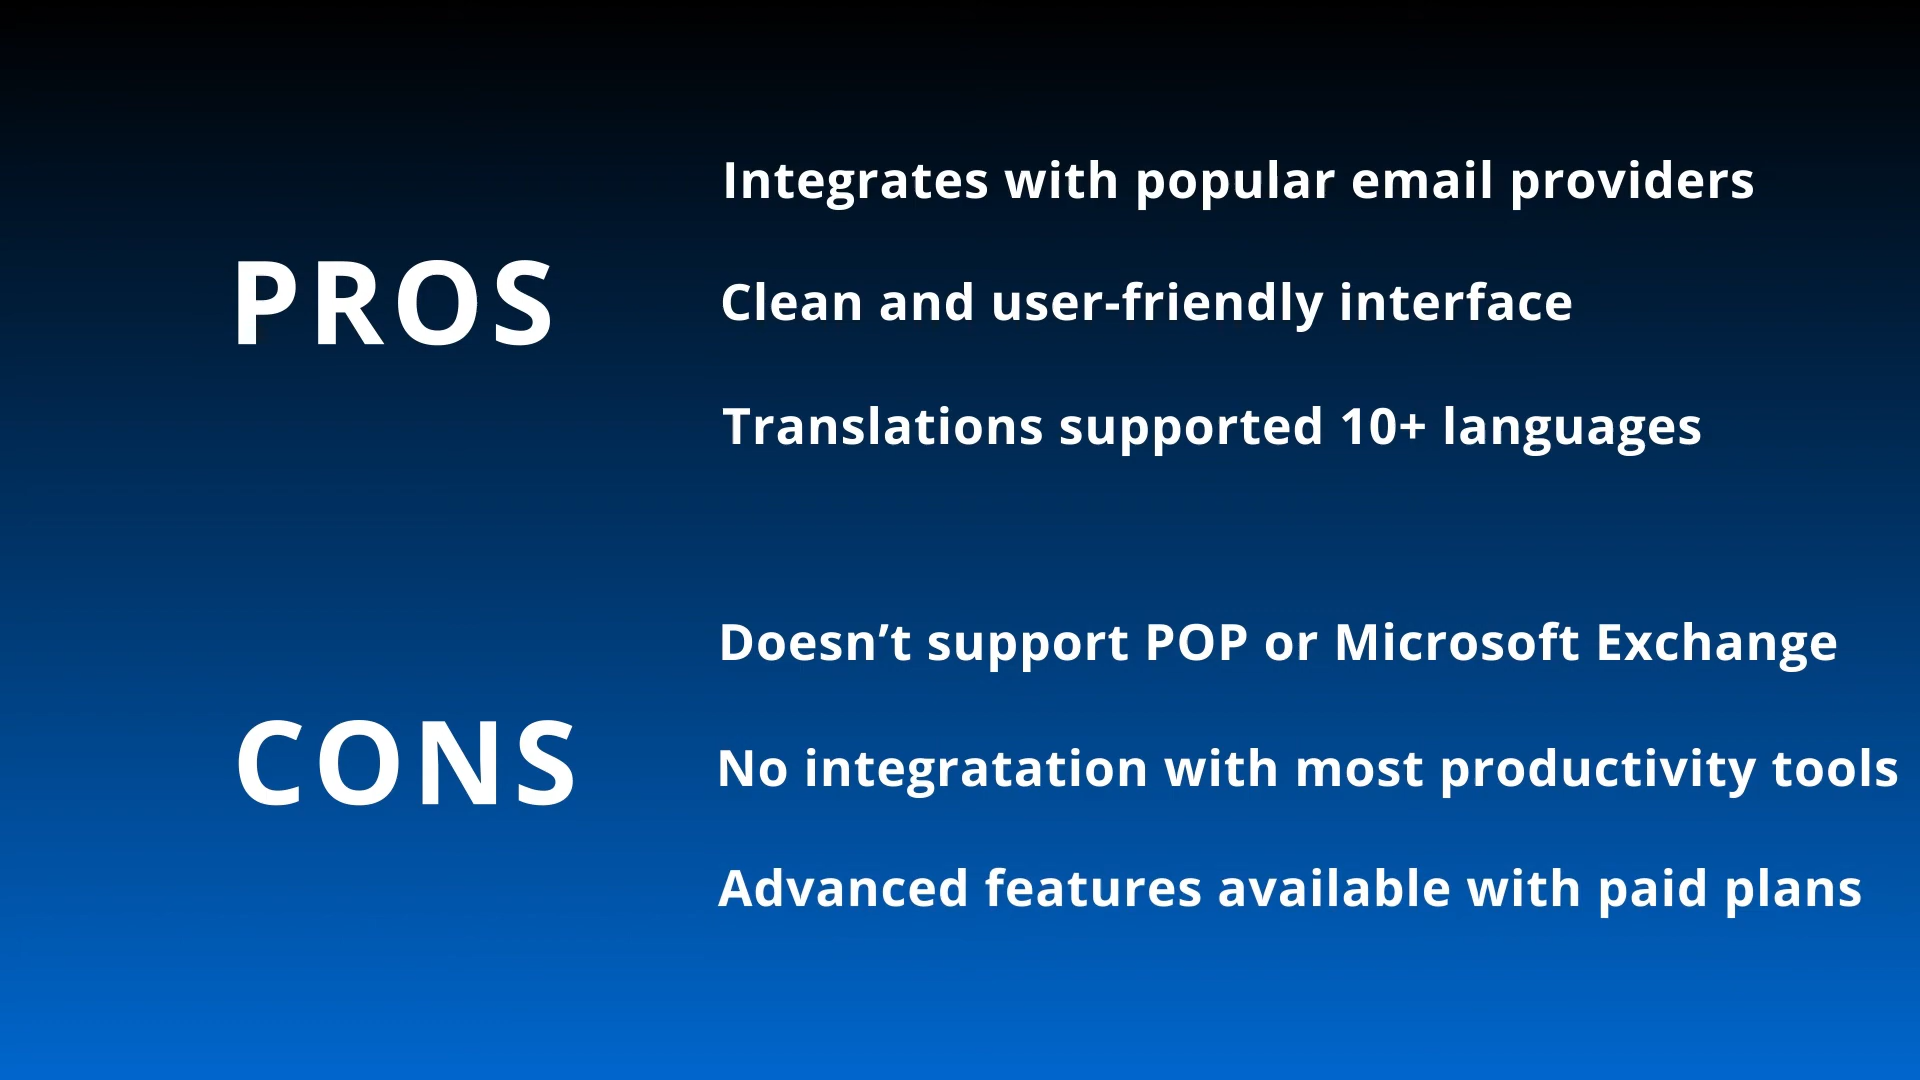 PROS
Integrates with popular email providers
Clean and user-friendly interface
Translations supported 10+ languages
CONS
Doesn’t support POP or Microsoft Exchange
No integratation with most productivity tools
Advanced features available with paid plans